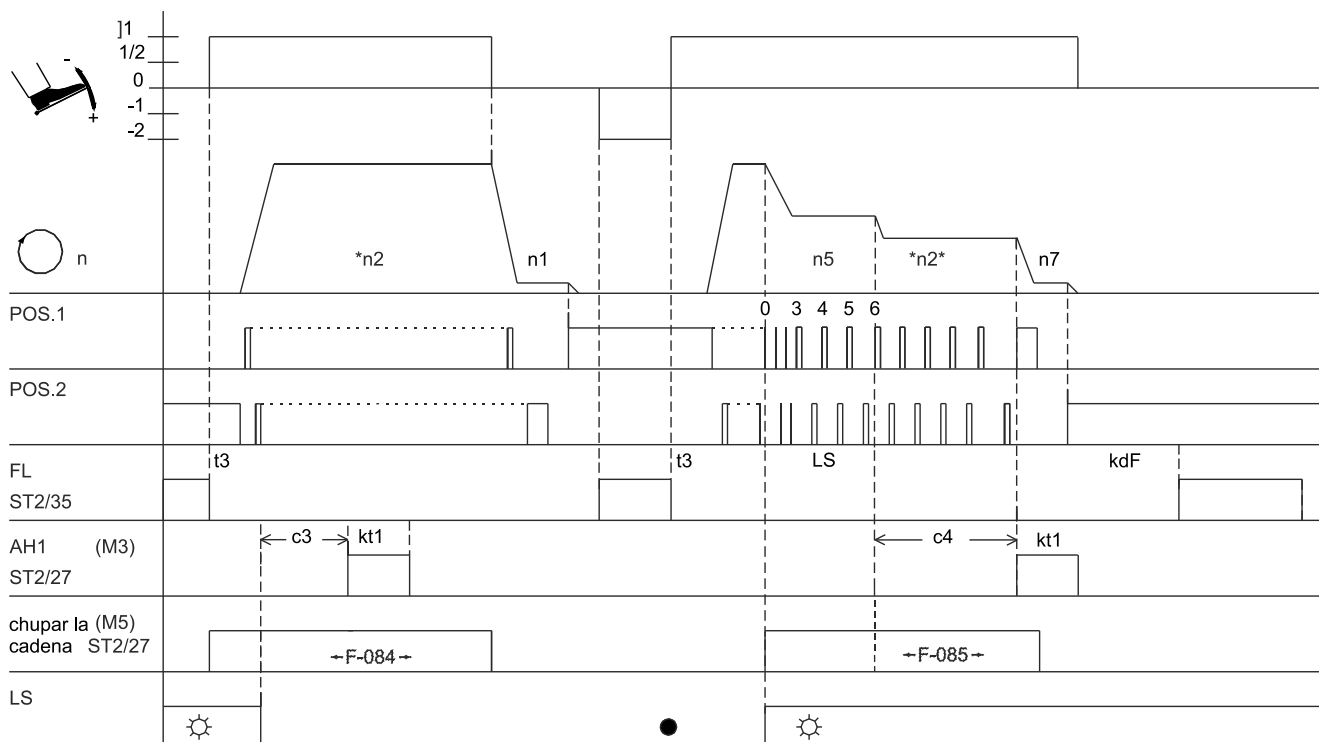 ]1
1/2
0
-1
-2
-
+
n
*n2
n1
n5
*n2*
n7
POS.1
0 3 4 5 6
POS.2
FL
ST2/35
t3
t3
LS
kdF
AH1 (M3)
ST2/27
c3
kt1
c4
kt1
chupar la (M5)
cadena ST2/27
F-084
F-085
LS